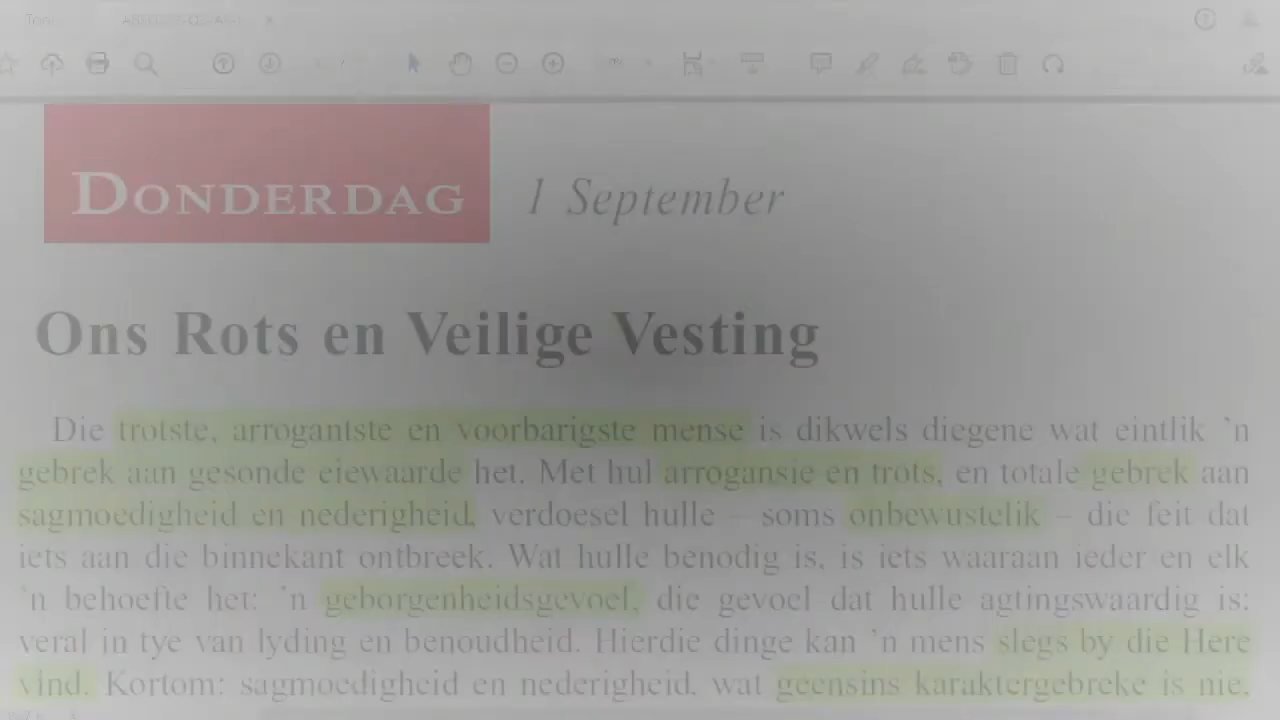 DONDERDAG 1 September
Ons Rots en Veilige Vesting
Die trotste, arrogantste en voorbarigste mense is dikwels diegene wat eintlik 'n
gebrek aan gesonde eiewaarde het. Met hul arrogansie en trots, en totale gebrek aan
sagmoedigheid en nederigheid, verdoesel hulle – soms onbewustelik – die feit dat
iets aan die binnekant ontbreek. Wat hulle benodig is, is iets waaraan ieder en elk
'n behoefte het: 'n geborgenheidsgevoel, die gevoel dat hulle agtingswaardig is:
veral in tye van lyding en benoudheid. Hierdie dinge kan 'n mens slegs by die Here
vind. Kortom: sagmoedigheid en nederigheid, wat geensins karaktergebreke is nie,